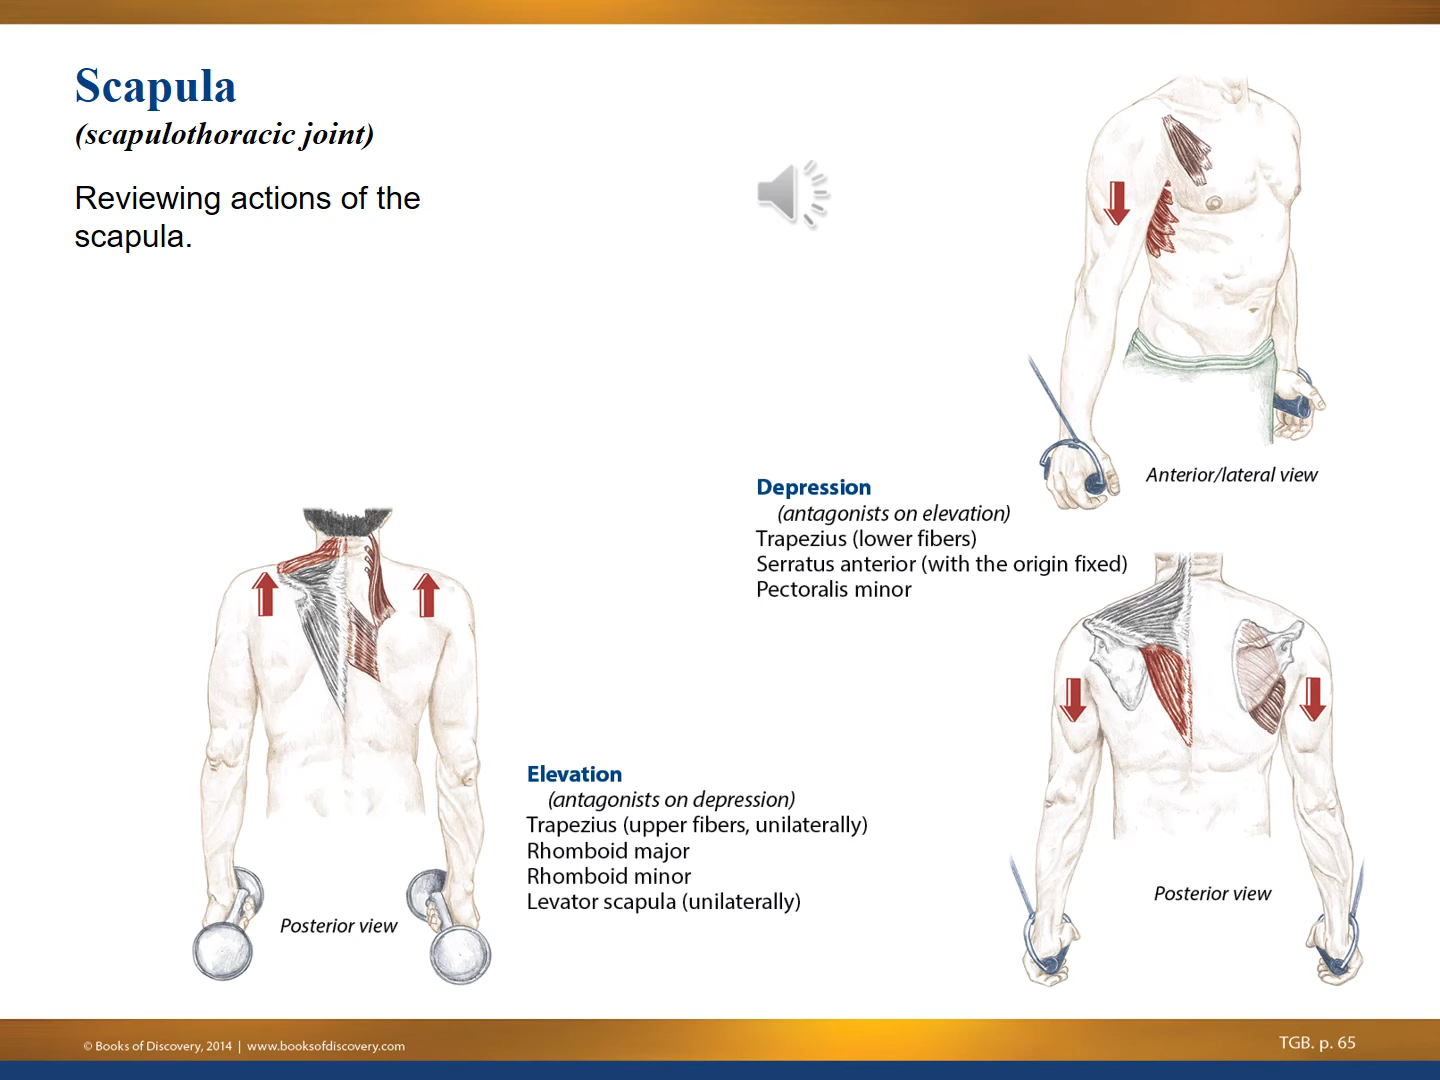 Scapula
(scapulothoracic joint)
Reviewing actions of the
scapula.
Anterior/lateral view
Depression
(antagonists on elevation)
Trapezius (lower fibers)
Serratus anterior (with the origin fixed)
Pectoralis minor
Elevation
(antagonists on depression)
Trapezius (upper fibers, unilaterally)
Rhomboid major
Rhomboid minor
Levator scapula (unilaterally)
Posterior view
Posterior view
© Books of Discovery, 2014 | www.booksofdiscovery.com
TGB. p. 65